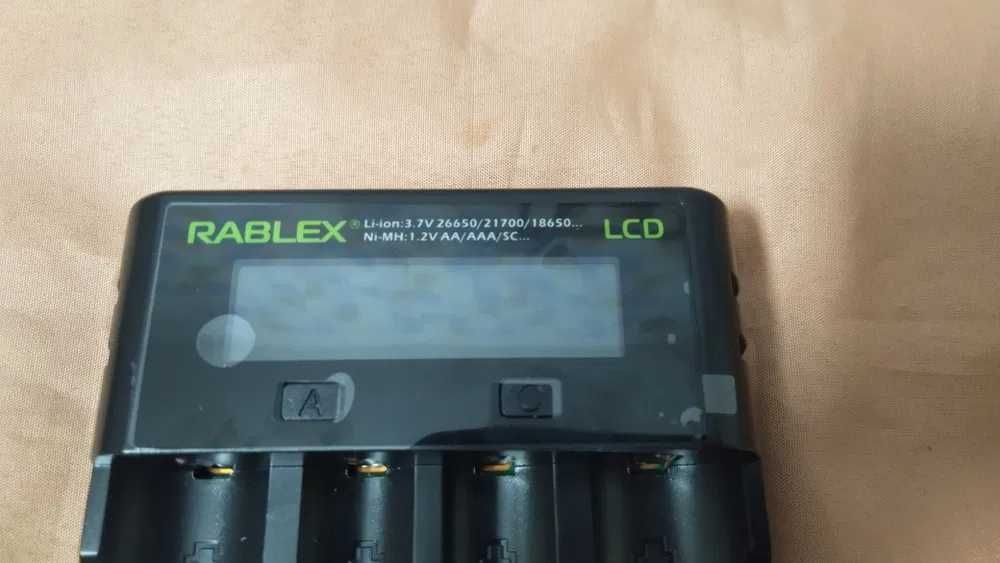 RABLEX® Li-ion:3.7V 26650/21700/18650... LCD
Ni-MH:1.2V AA/AAA/SC...
A C